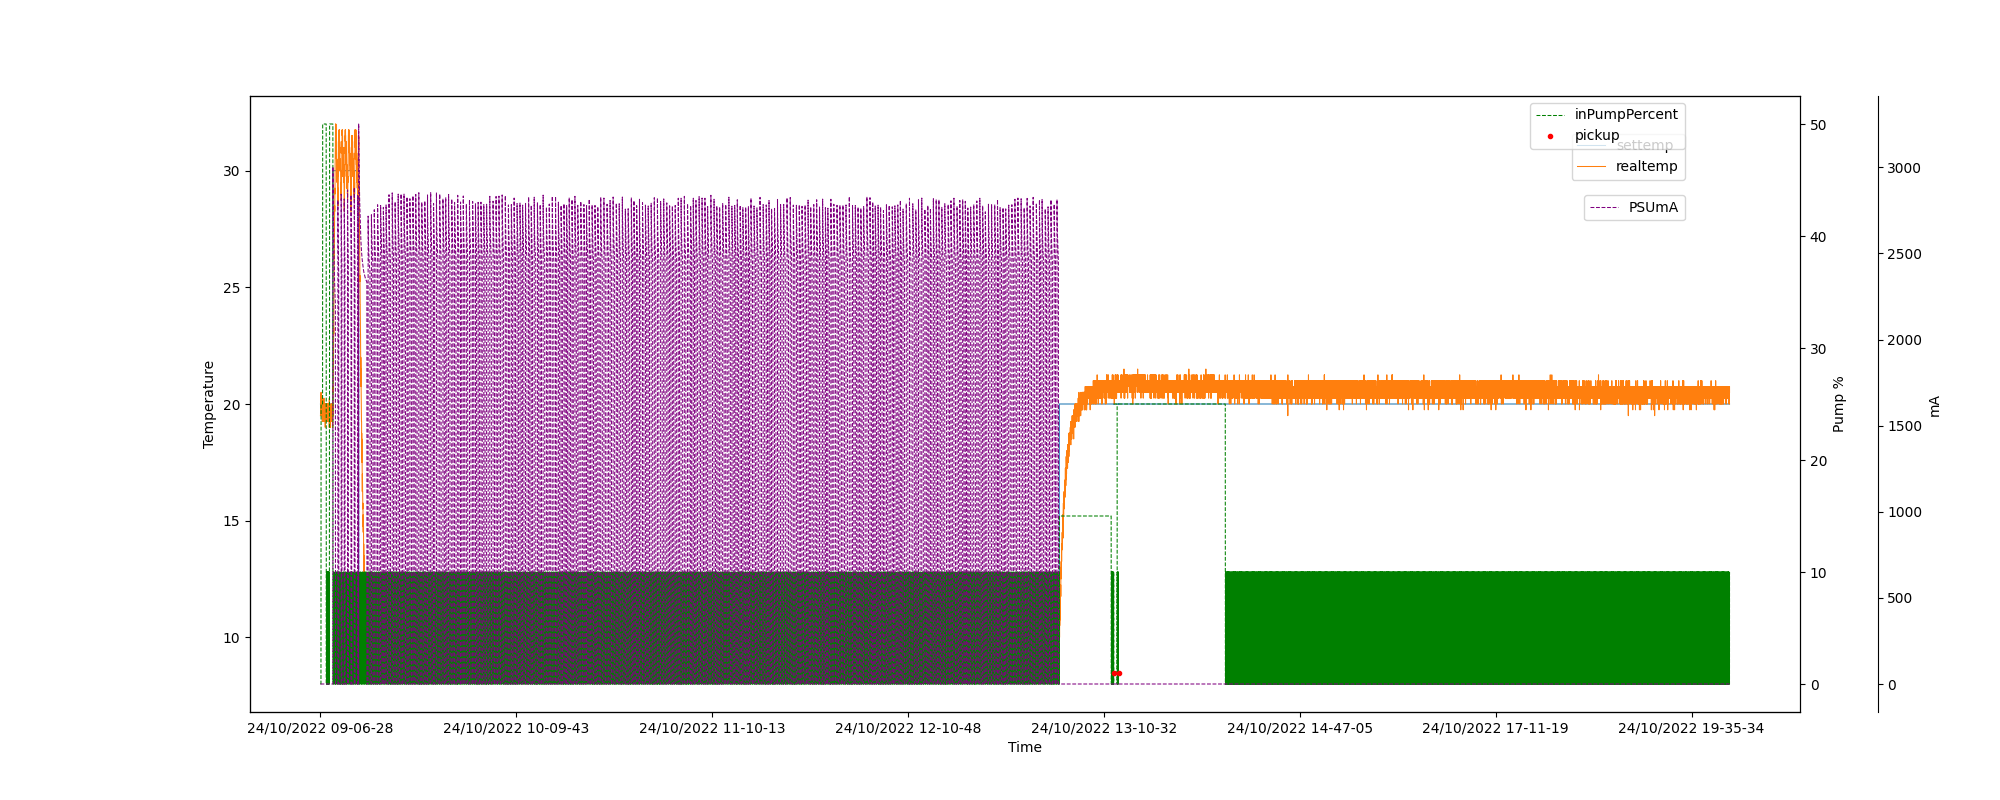 inPumpPercent
pickup
settemp
realtemp
PSUmA
Temperature
30
25
20
15
10
50
40
30
20
10
0
Pump %
3000
2500
2000
1500
1000
500
0
mA
24/10/2022 09-06-28
24/10/2022 10-09-43
24/10/2022 11-10-13
24/10/2022 12-10-48
24/10/2022 13-10-32
24/10/2022 14-47-05
24/10/2022 17-11-19
24/10/2022 19-35-34
Time